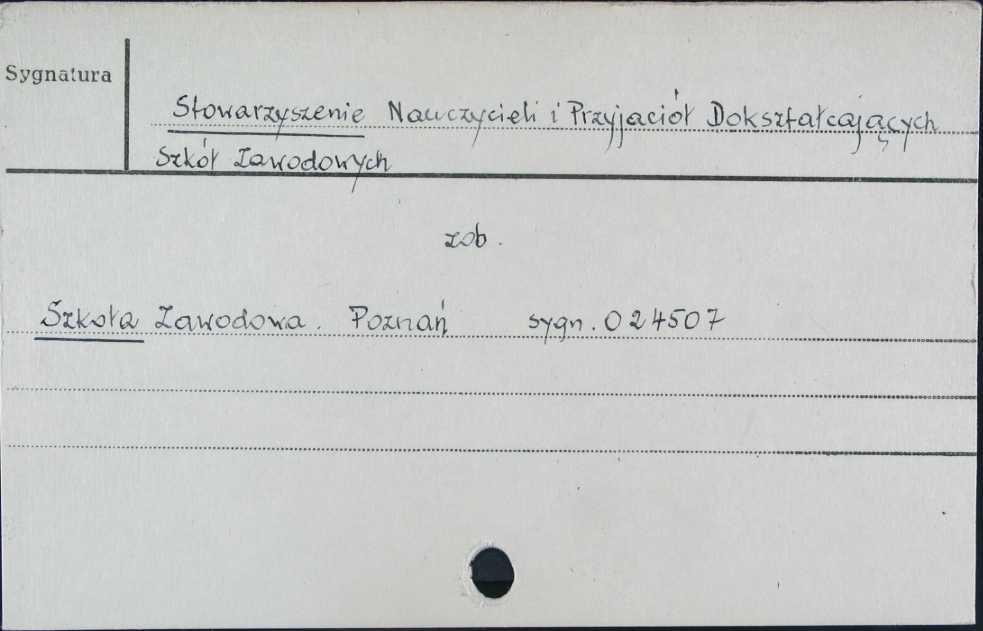 Sygnatura
Stowarzyszenie Nauczycieli i Przyjaciół Dokształcających
Szkół Zawodowych
zob.
Szkoła Zawodowa. Poznań sygn. 024507